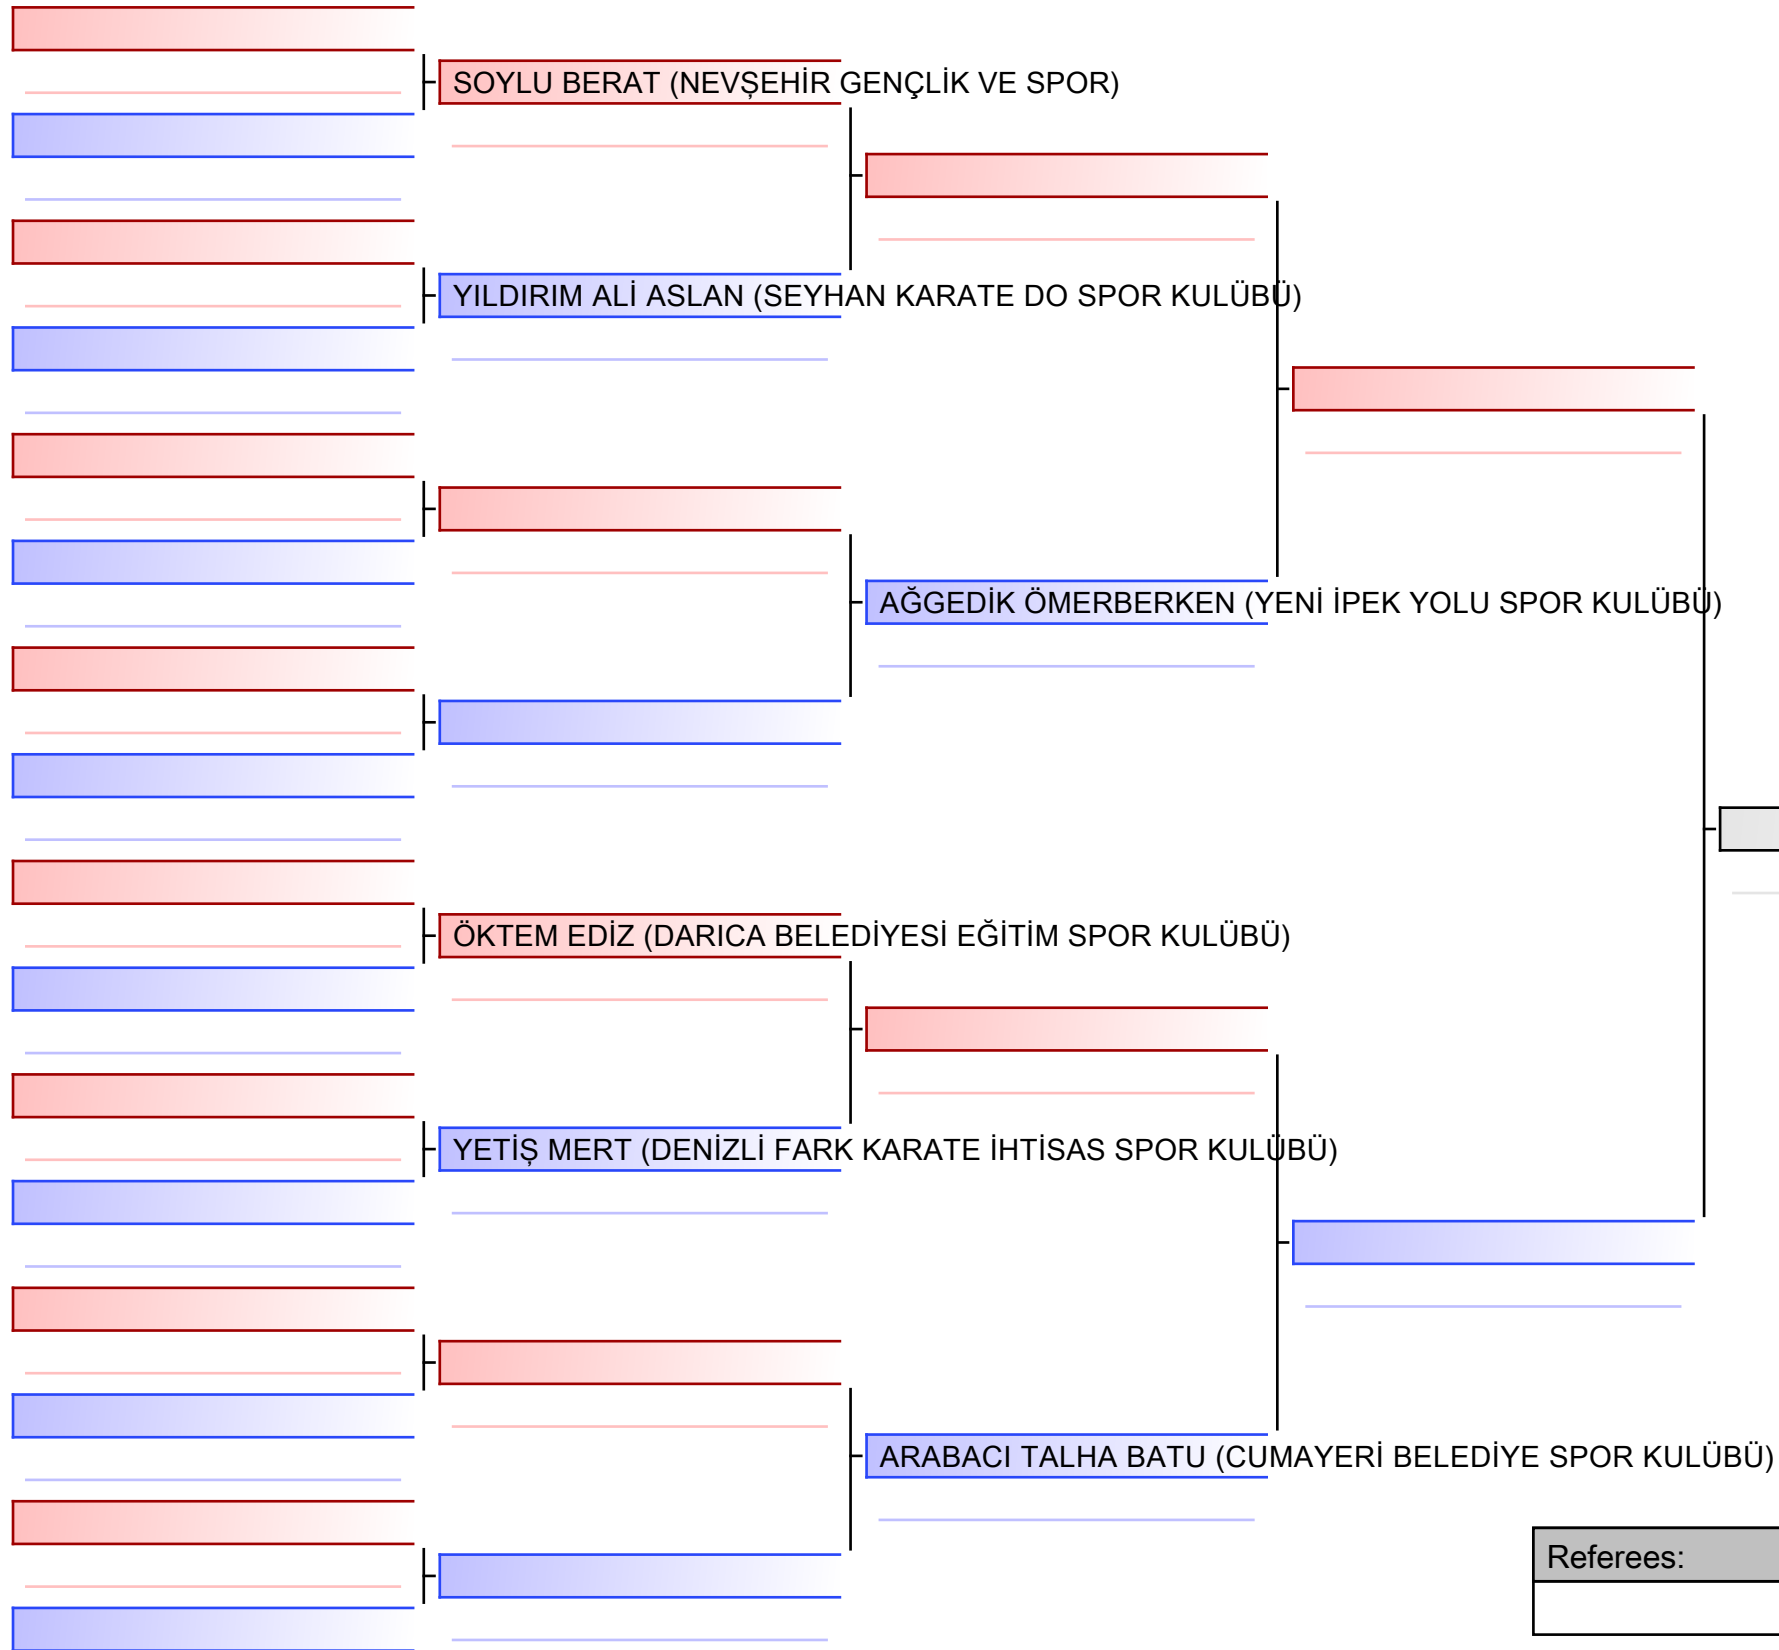 SOYLU BERAT (NEVŞEHİR GENÇLİK VE SPOR)
YILDIRIM ALİ ASLAN (SEYHAN KARATE DO SPOR KULÜBÜ)
AĞGEDİK ÖMERBERKEN (YENİ İPEK YOLU SPOR KULÜBÜ)
ÖKTEM EDİZ (DARICA BELEDİYESİ EĞİTİM SPOR KULÜBÜ)
YETİŞ MERT (DENİZLİ FARK KARATE İHTİSAS SPOR KULÜBÜ)
ARABACI TALHA BATU (CUMAYERİ BELEDİYE SPOR KULÜBÜ)
Referees: